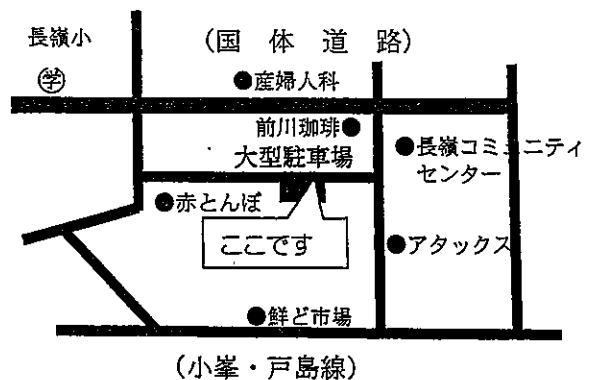 長嶺小
(国体道路)
㋻学
●産婦人科
前川珈琲●
大型駐車場
●長嶺コミュニティ
センター
●赤とんぼ
ここです
●アタックス
●鮮ど市場
(小峯・戸島線)